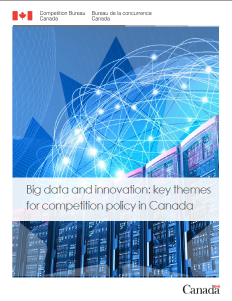 Competition Bureau Bureau de la concurrence
Canada Canada
Big data and innovation: key themes
for competition policy in Canada
Canada